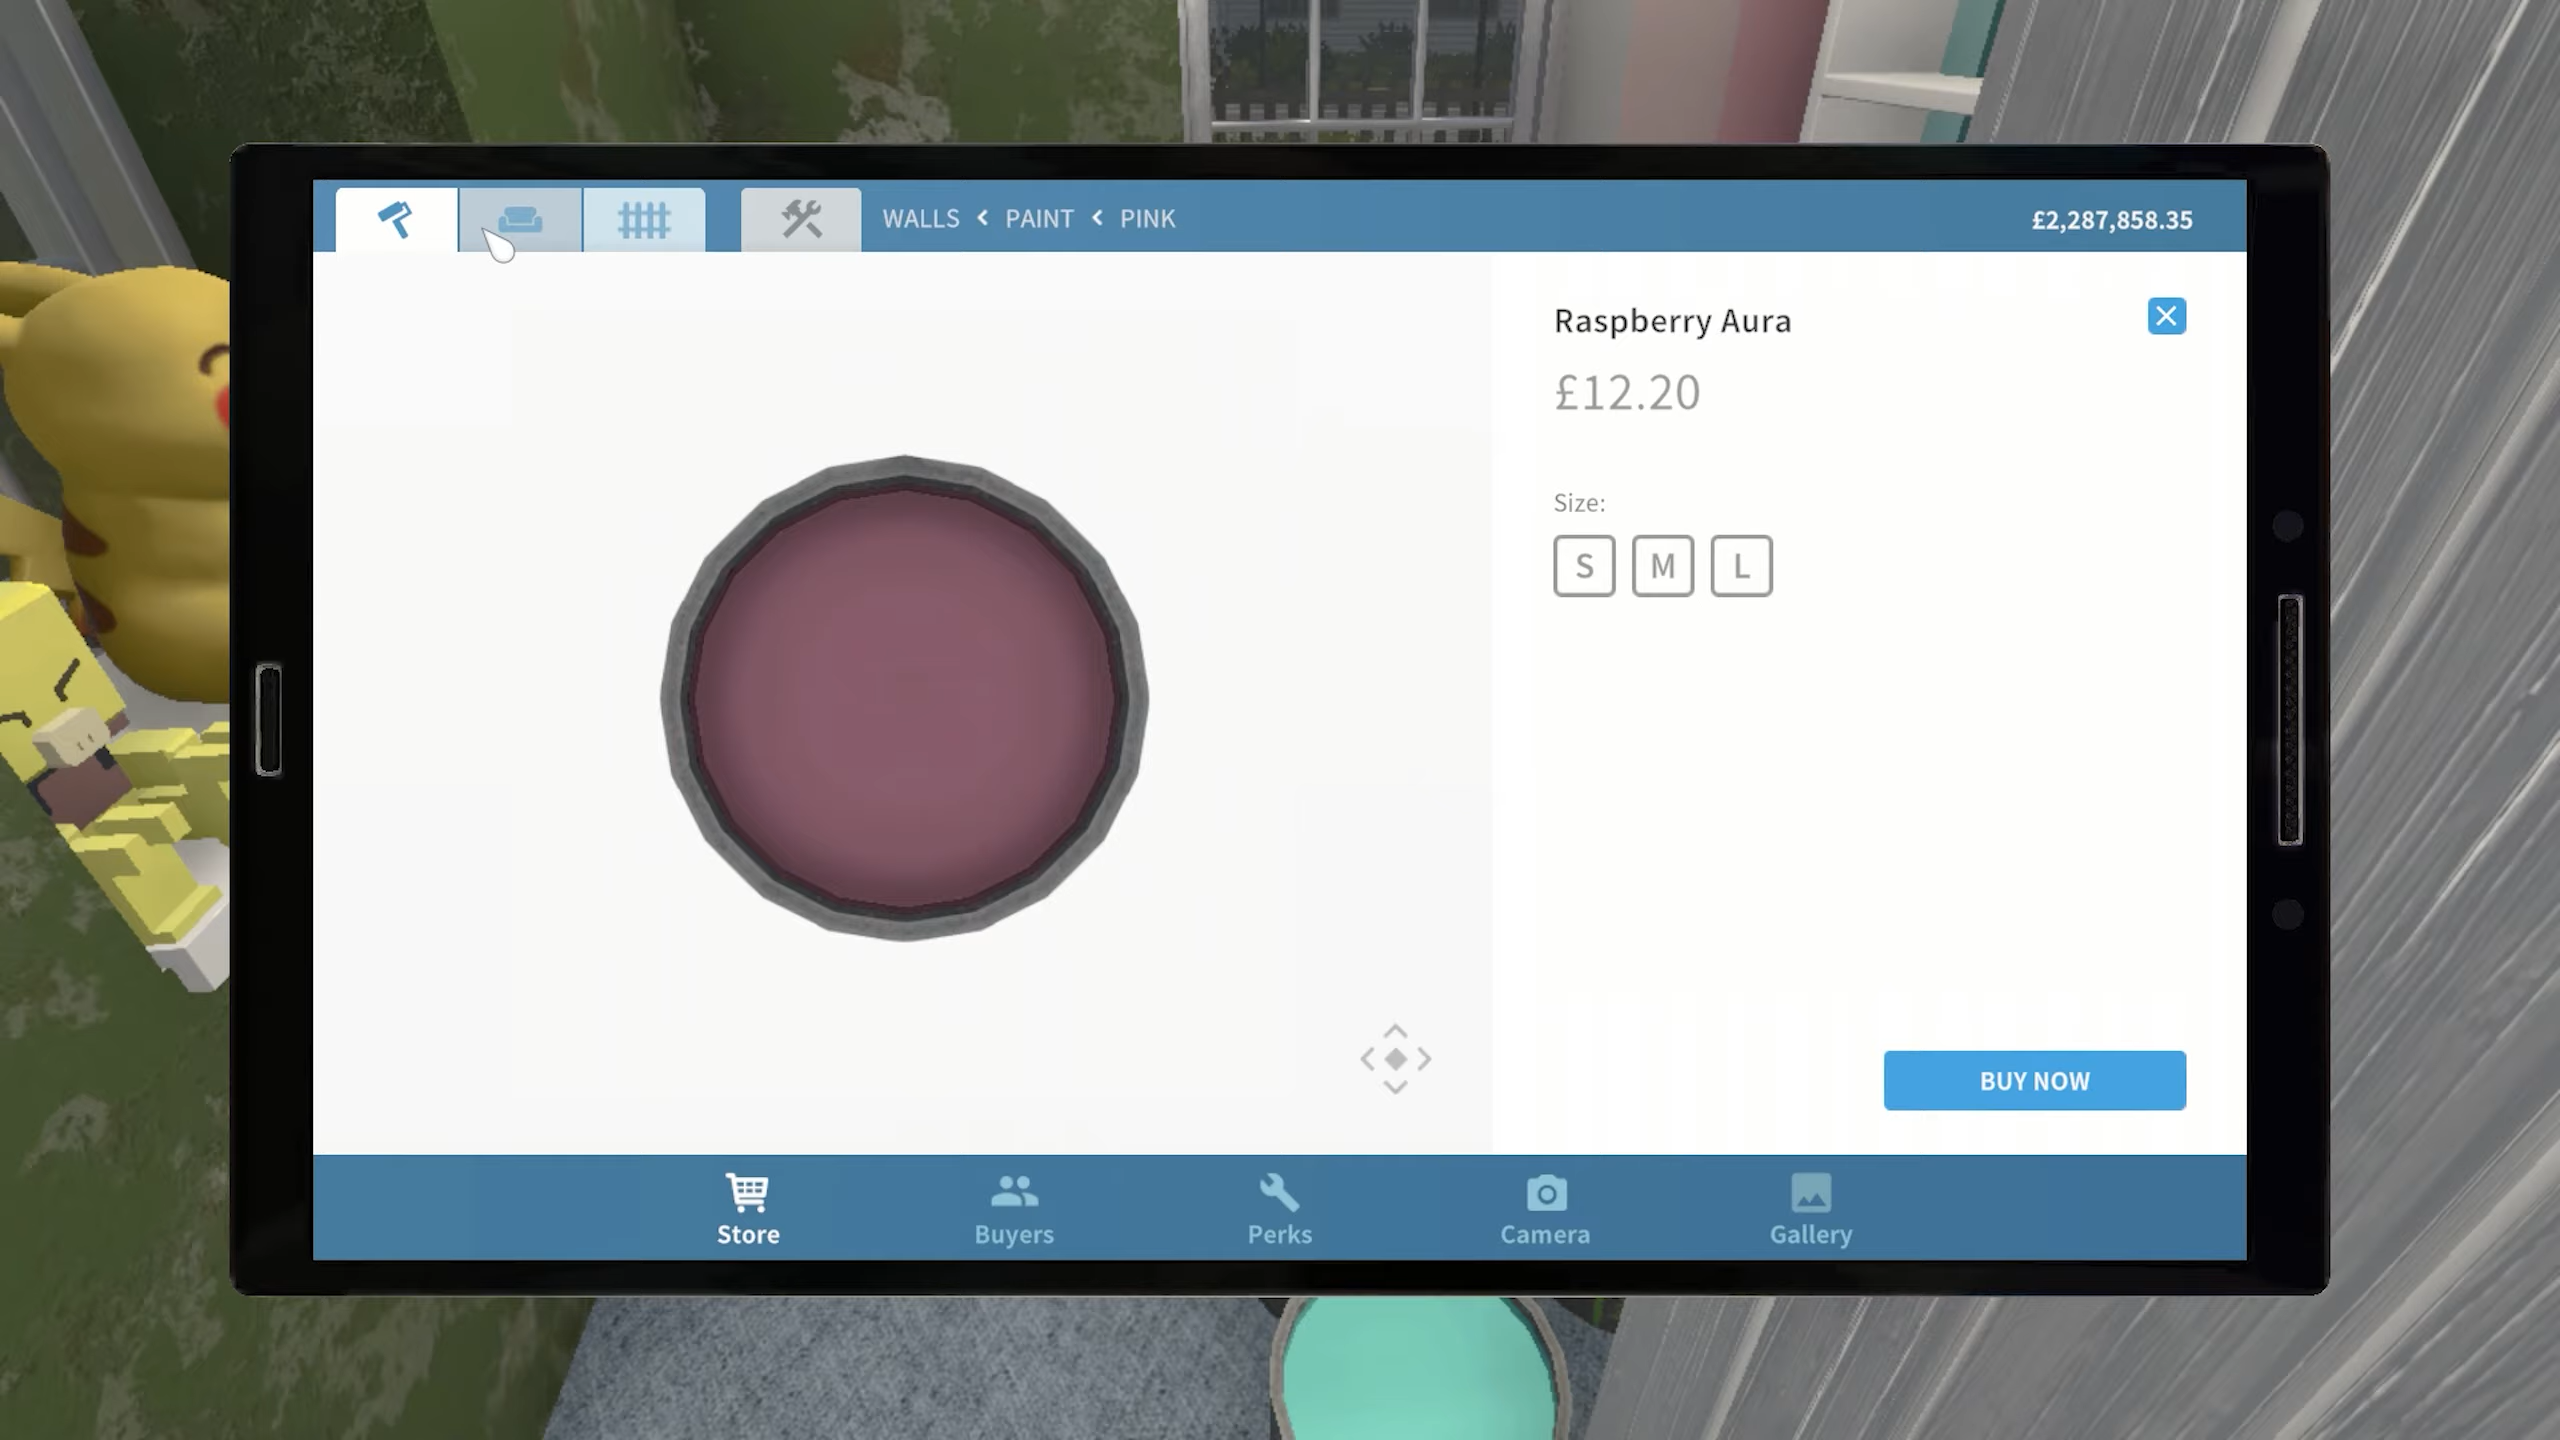 WALLS < PAINT < PINK
£2,287,858.35
Raspberry Aura
£12.20
Size:
S M L
BUY NOW
Store
Buyers
Perks
Camera
Gallery